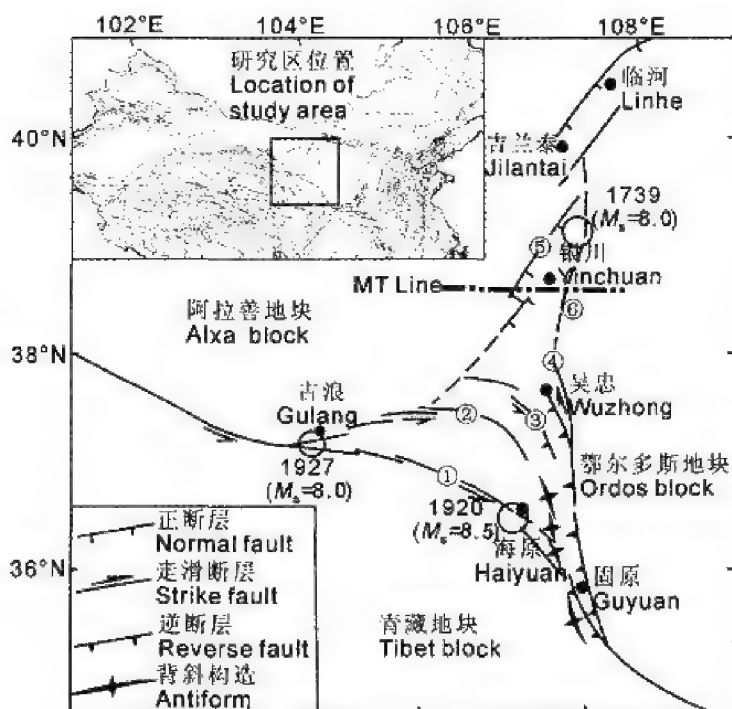 102°E
104°E
106°E
108°E
研究区位置
Location of
study area
临河
Linhe
40°N
吉兰泰
Jilantai
1739
(Ms=8.0)
⑤
银川
Yinchuan
MT Line
⑥
阿拉善地块
Alxa block
38°N
④
古浪
Gulang
②
③
吴忠
Wuzhong
1927
(Ms=8.0)
①
鄂尔多斯地块
Ordos block
1920
(Ms=8.5)
海原
Haiyuan
固原
Guyuan
36°N
青藏地块
Tibet block
正断层
Normal fault
走滑断层
Strike fault
逆断层
Reverse fault
背斜构造
Antiform